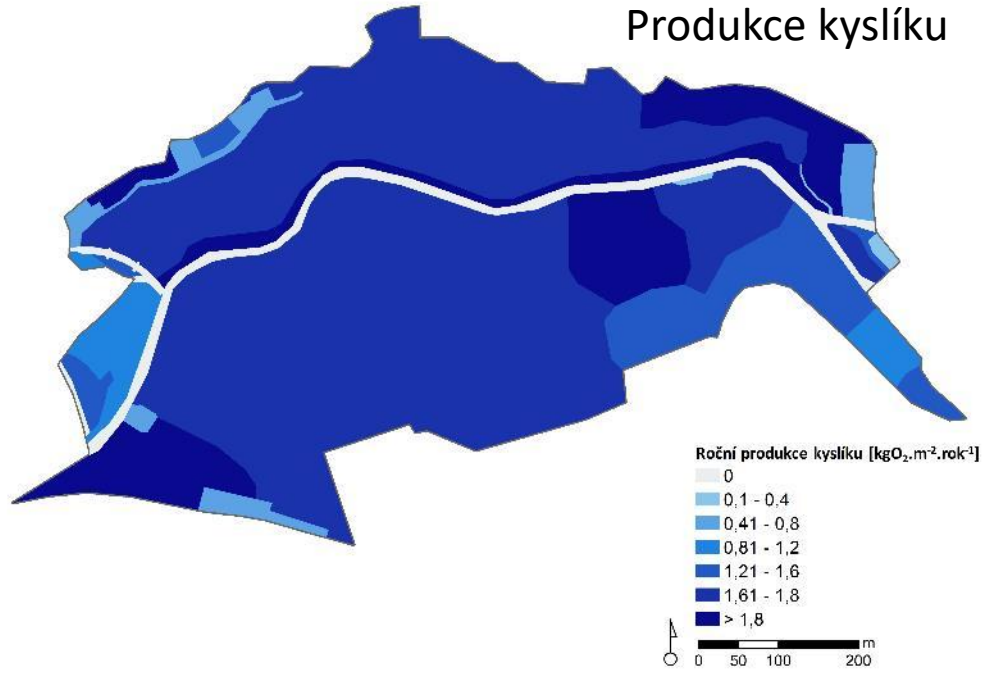 Produkce kyslíku
Roční produkce kyslíku [kgO₂.m⁻².rok⁻¹]
0
0,1 - 0,4
0,41 - 0,8
0,81 - 1,2
1,21 - 1,6
1,61 - 1,8
> 1,8
m
0 50 100 200